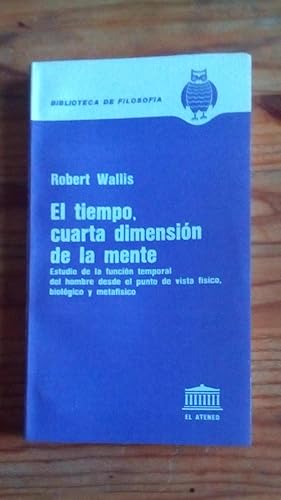 BIBLIOTECA DE FILOSOFIA
Robert Wallis
El tiempo,
cuarta dimensión
de la mente
Estudio de la función temporal
del hombre desde el punto de vista físico,
biológico y metafísico
EL ATENEO